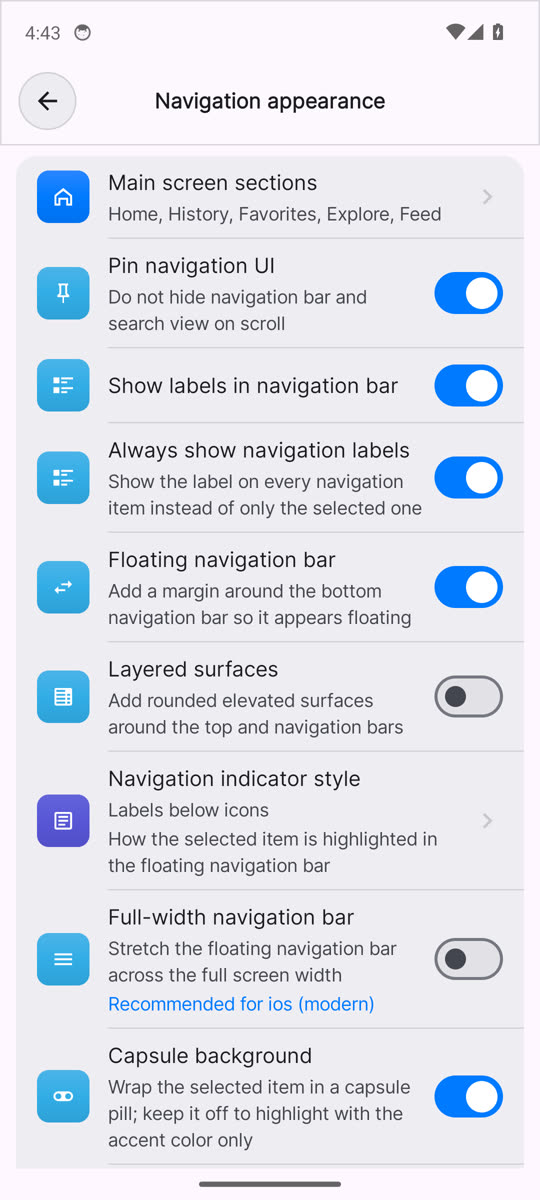 4:43
Navigation appearance
Main screen sections
Home, History, Favorites, Explore, Feed
Pin navigation UI
Do not hide navigation bar and
search view on scroll
Show labels in navigation bar
Always show navigation labels
Show the label on every navigation
item instead of only the selected one
Floating navigation bar
Add a margin around the bottom
navigation bar so it appears floating
Layered surfaces
Add rounded elevated surfaces
around the top and navigation bars
Navigation indicator style
Labels below icons
How the selected item is highlighted in
the floating navigation bar
Full-width navigation bar
Stretch the floating navigation bar
across the full screen width
Recommended for ios (modern)
Capsule background
Wrap the selected item in a capsule
pill; keep it off to highlight with the
accent color only